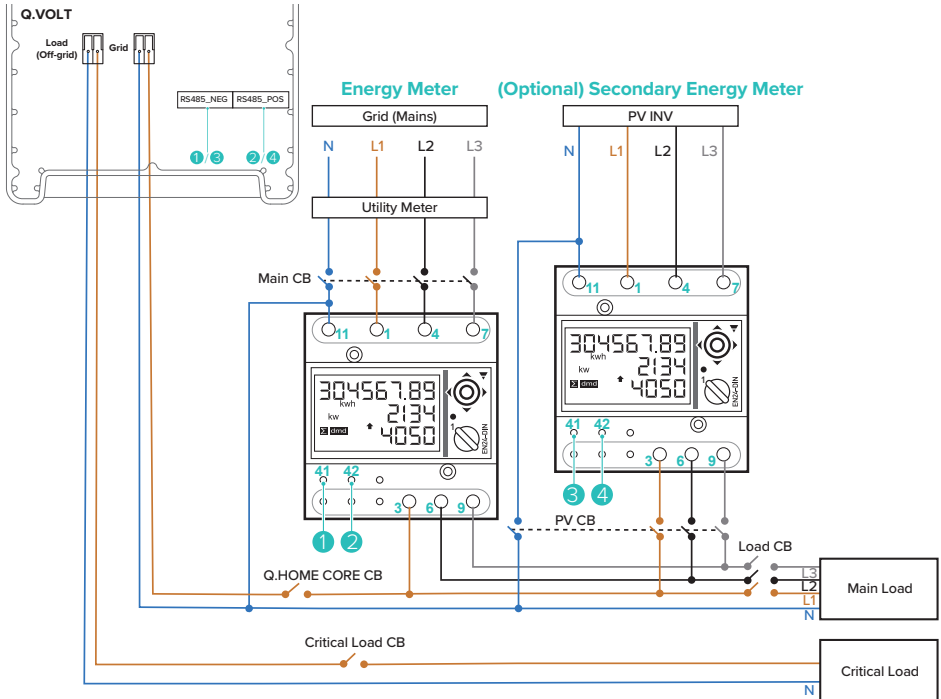 Q.VOLT
Load
(Off-grid)
Grid
RS485_NEG
RS485_POS
1 / 3
2 / 4
Energy Meter
(Optional) Secondary Energy Meter
Grid (Mains)
PV INV
N L1 L2 L3
N L1 L2 L3
Utility Meter
Main CB
11 1 4 7
11 1 4 7
304567.89
kwh
kw
2134
Σ dmd
4050
1
EN24-DIN
304567.89
kwh
kw
2134
Σ dmd
4050
1
EN24-DIN
41 42
3 6 9
1 2
41 42
3 6 9
3 4
PV CB
Load CB
Q.HOME CORE CB
L3
L2
L1
N
Main Load
Critical Load CB
Critical Load
N